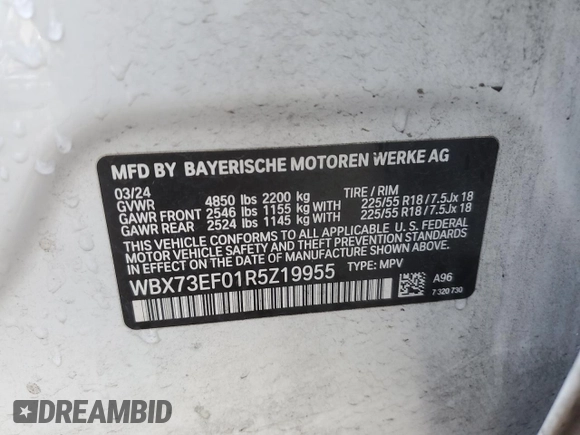 MFD BY BAYERISCHE MOTOREN WERKE AG
03/24 TIRE / RIM
GVWR 4850 lbs 2200 kg
GAWR FRONT 2546 lbs 1155 kg WITH 225/55 R18/7.5Jx18
GAWR REAR 2524 lbs 1145 kg WITH 225/55 R18/7.5Jx18
THIS VEHICLE CONFORMS TO ALL APPLICABLE U. S. FEDERAL
MOTOR VEHICLE SAFETY AND THEFT PREVENTION STANDARDS
IN EFFECT ON THE DATE OF MANUFACTURE SHOWN ABOVE.
WBX73EF01R5Z19955 TYPE: MPV
A96
7 320 730
DREAMBID